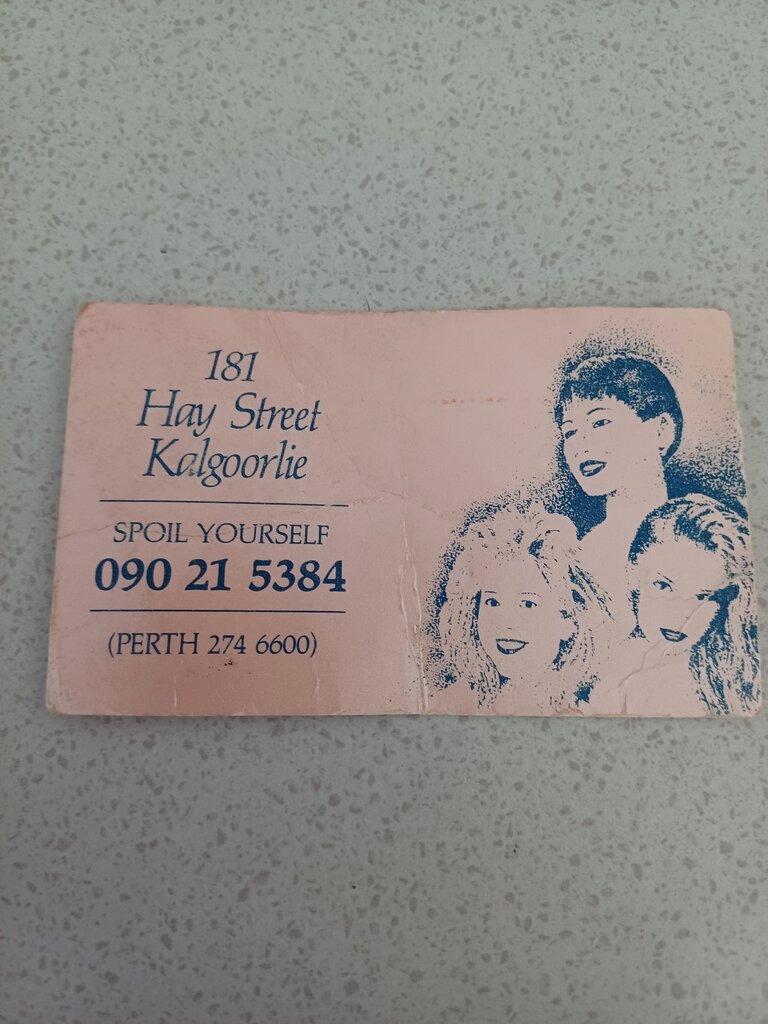 181
Hay Street
Kalgoorlie
SPOIL YOURSELF
090 21 5384
(PERTH 274 6600)